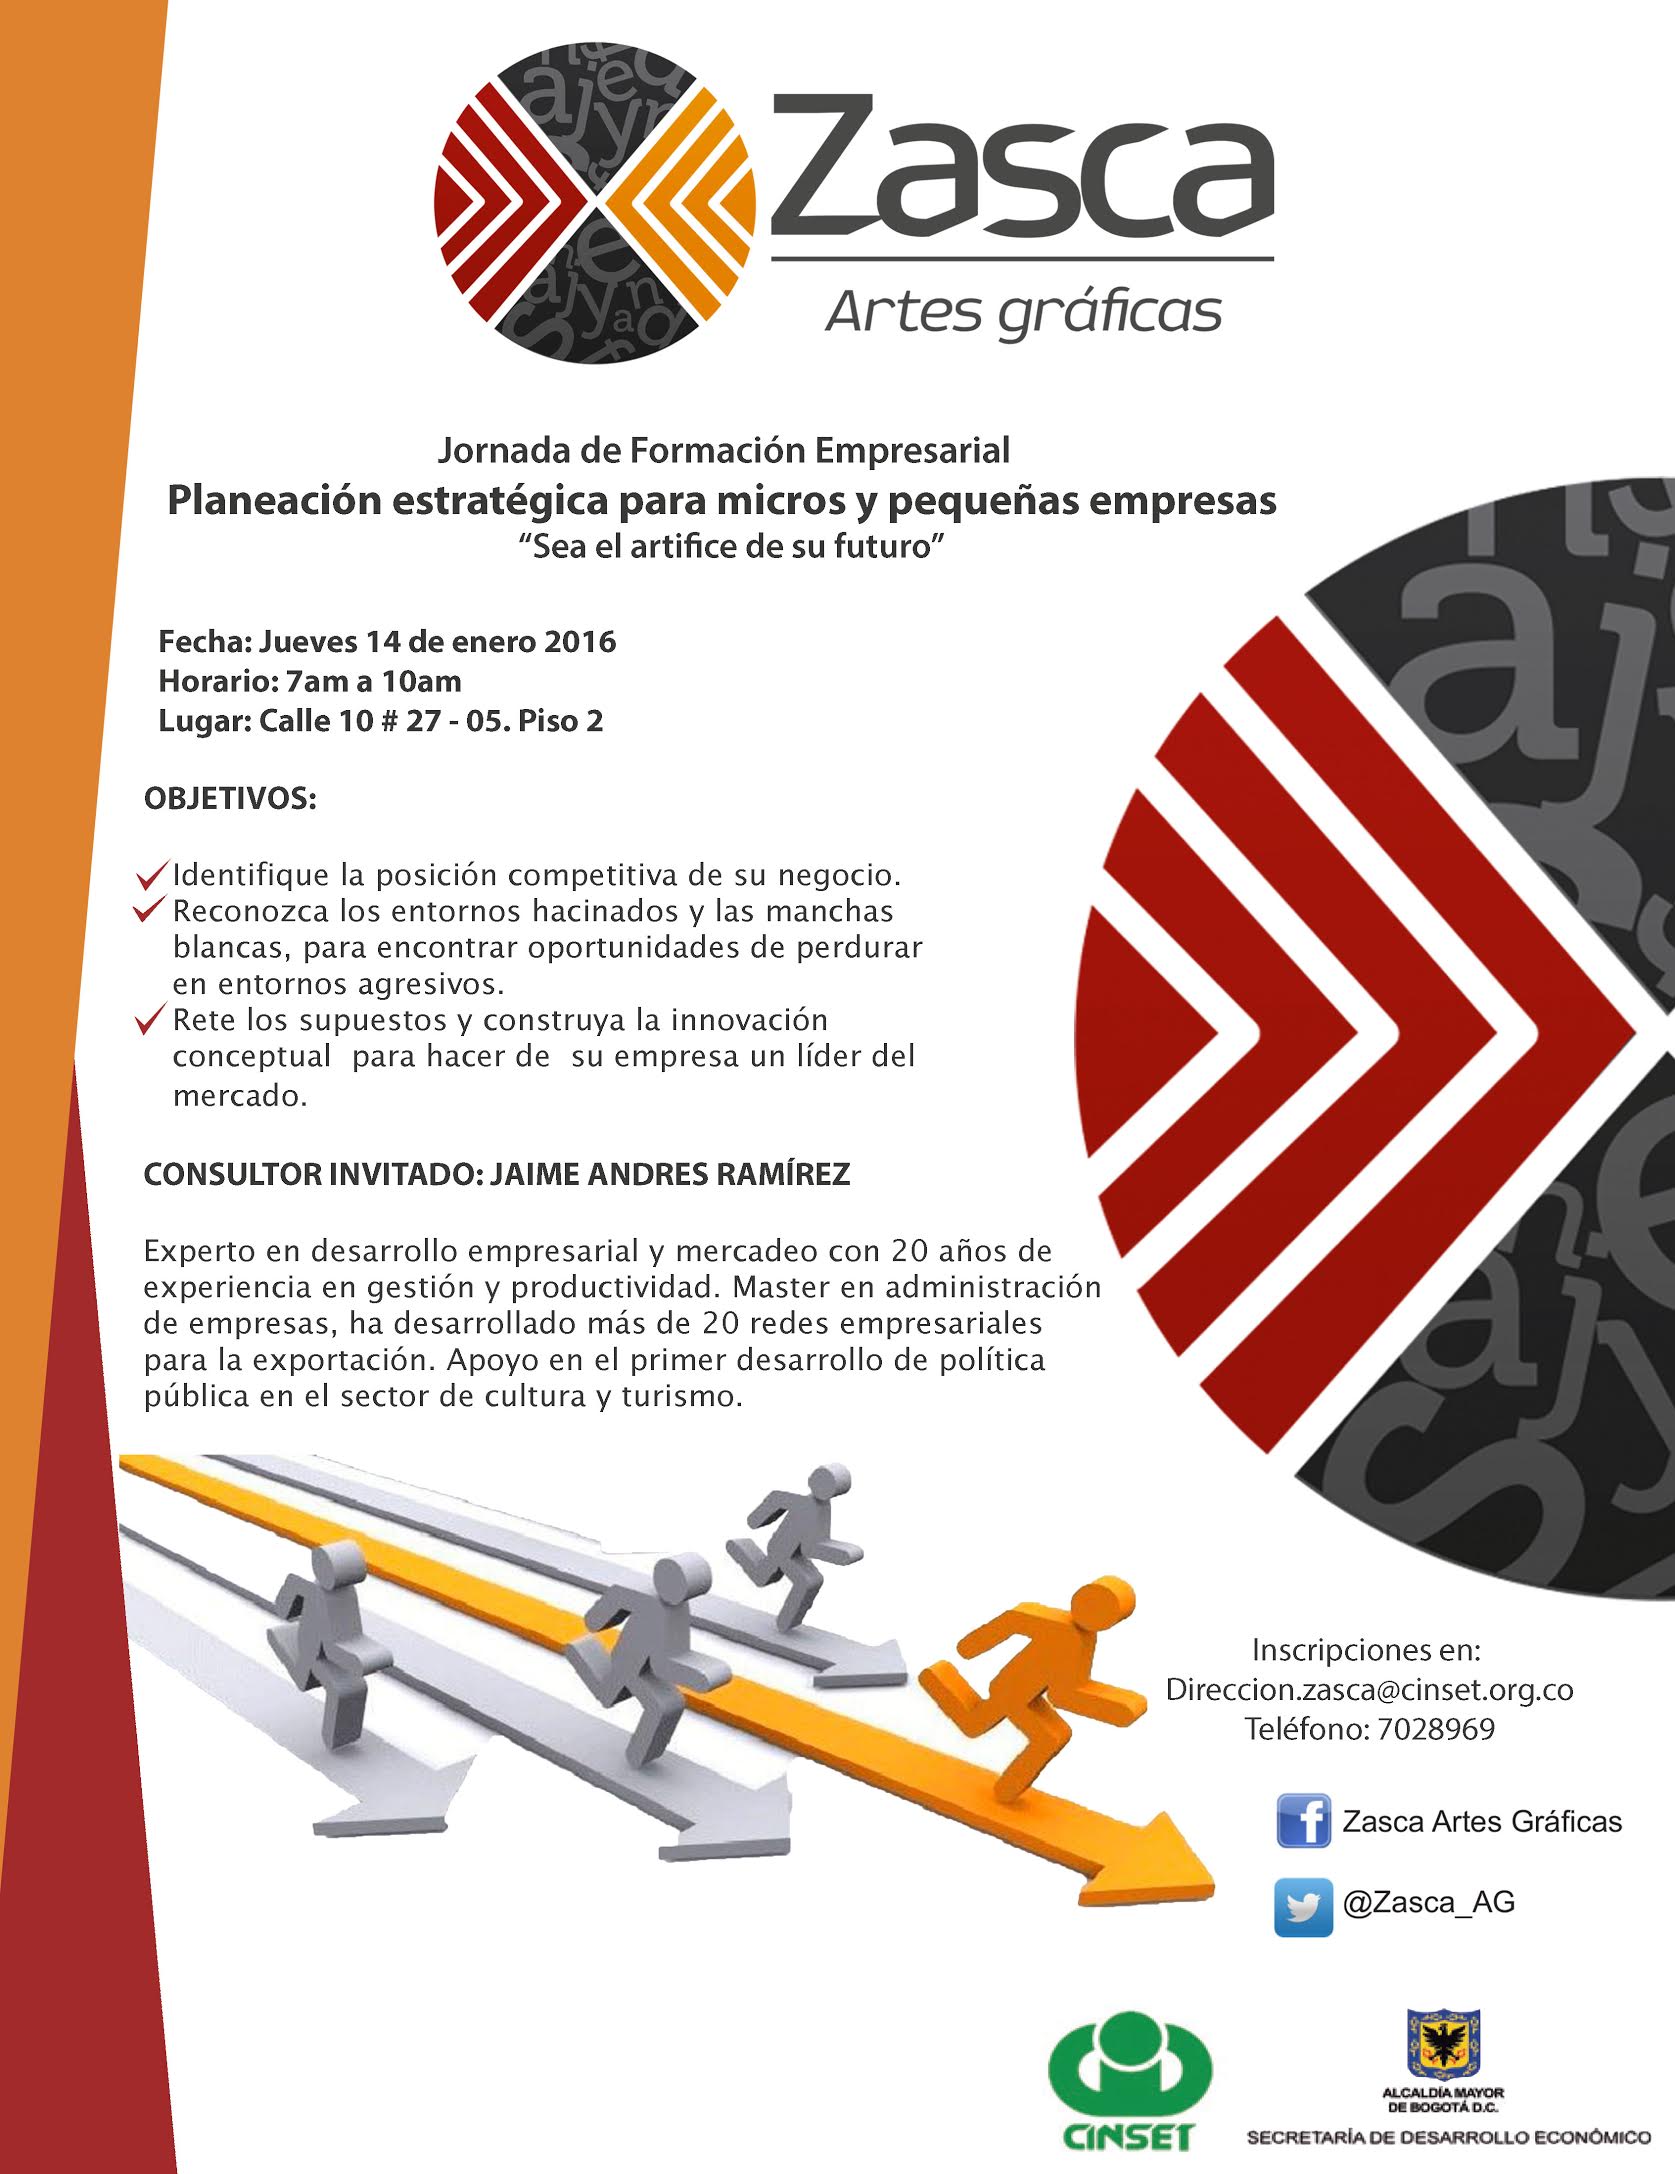 Zasca
Artes gráficas
Jornada de Formación Empresarial
Planeación estratégica para micros y pequeñas empresas
“Sea el artifice de su futuro”
Fecha: Jueves 14 de enero 2016
Horario: 7am a 10am
Lugar: Calle 10 # 27 - 05. Piso 2
OBJETIVOS:
Identifique la posición competitiva de su negocio.
Reconozca los entornos hacinados y las manchas
blancas, para encontrar oportunidades de perdurar
en entornos agresivos.
Rete los supuestos y construya la innovación
conceptual para hacer de su empresa un líder del
mercado.
CONSULTOR INVITADO: JAIME ANDRES RAMÍREZ
Experto en desarrollo empresarial y mercadeo con 20 años de
experiencia en gestión y productividad. Master en administración
de empresas, ha desarrollado más de 20 redes empresariales
para la exportación. Apoyo en el primer desarrollo de política
pública en el sector de cultura y turismo.
Inscripciones en:
Direccion.zasca@cinset.org.co
Teléfono: 7028969
Zasca Artes Gráficas
@Zasca_AG
CINSET
ALCALDÍA MAYOR
DE BOGOTÁ D.C.
SECRETARÍA DE DESARROLLO ECONÓMICO